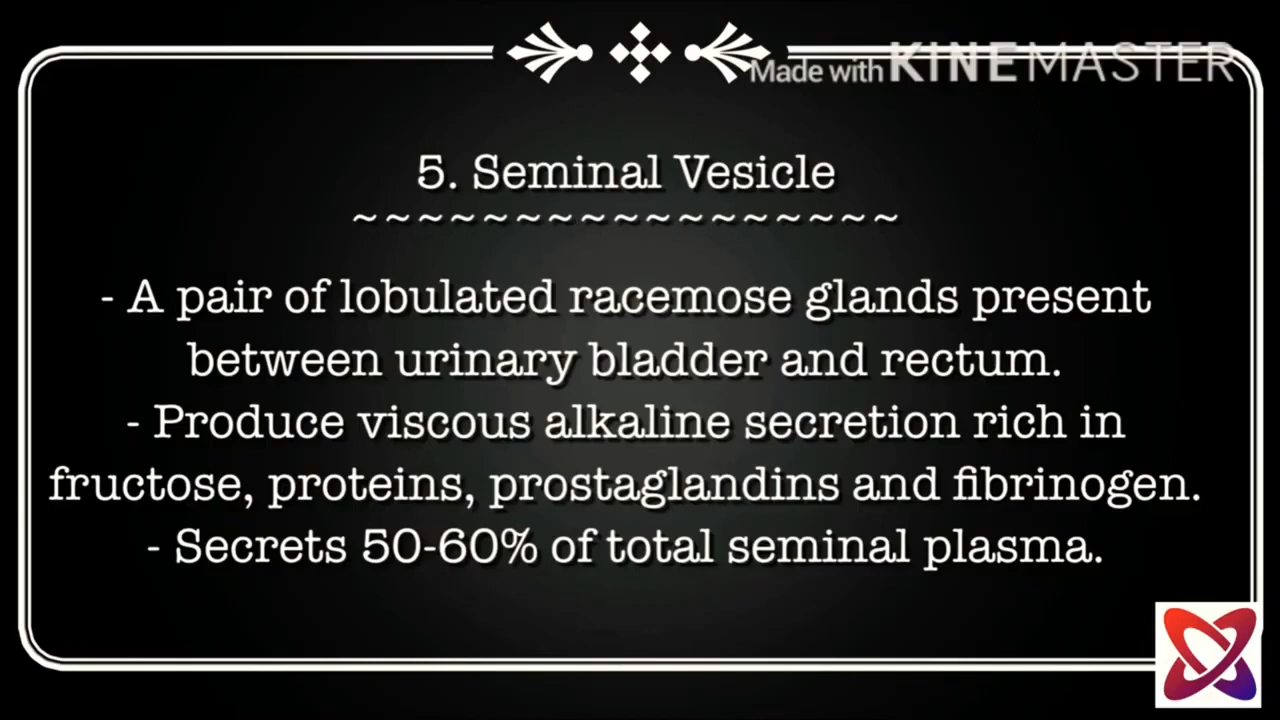 Made with KINEMASTER
5. Seminal Vesicle
~~~~~~~~~~~~~~~~~
- A pair of lobulated racemose glands present
between urinary bladder and rectum.
- Produce viscous alkaline secretion rich in
fructose, proteins, prostaglandins and fibrinogen.
- Secrets 50-60% of total seminal plasma.